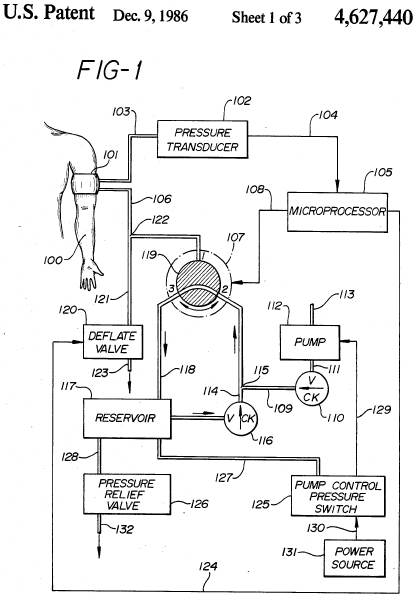 U.S. Patent Dec. 9, 1986 Sheet 1 of 3 4,627,440
FIG-1
103
102
PRESSURE
TRANSDUCER
104
101
105
106
108
MICROPROCESSOR
122
107
119
1
100
3
2
113
112
PUMP
120
121
DEFLATE
VALVE
111
123
115
V
CK
117
118
114
109
110
129
RESERVOIR
V CK
116
128
127
PRESSURE
RELIEF
VALVE
126
125
PUMP CONTROL
PRESSURE
SWITCH
130
132
131
POWER
SOURCE
124